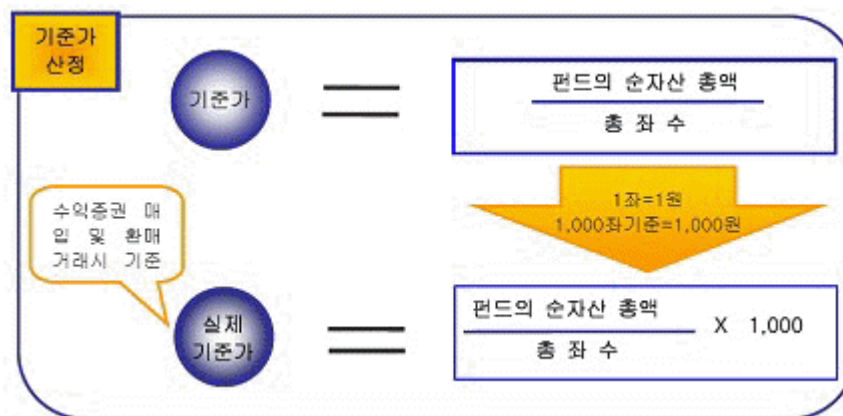 기준가
산정
기준가
=
펀드의 순자산 총액
총 좌 수
1좌=1원
1,000좌기준=1,000원
수익증권 매
입 및 환매
거래시 기준
실제
기준가
=
펀드의 순자산 총액
총 좌 수
X 1,000